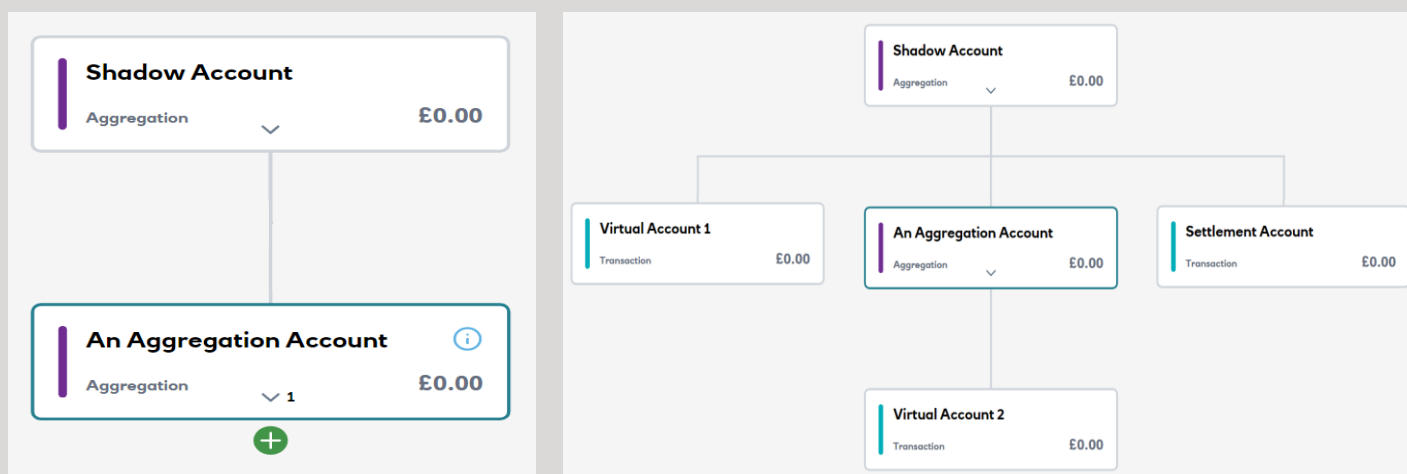 Shadow Account
Aggregation £0.00
An Aggregation Account
Aggregation £0.00
1
Shadow Account
Aggregation £0.00
Virtual Account 1
Transaction £0.00
An Aggregation Account
Aggregation £0.00
Settlement Account
Transaction £0.00
Virtual Account 2
Transaction £0.00